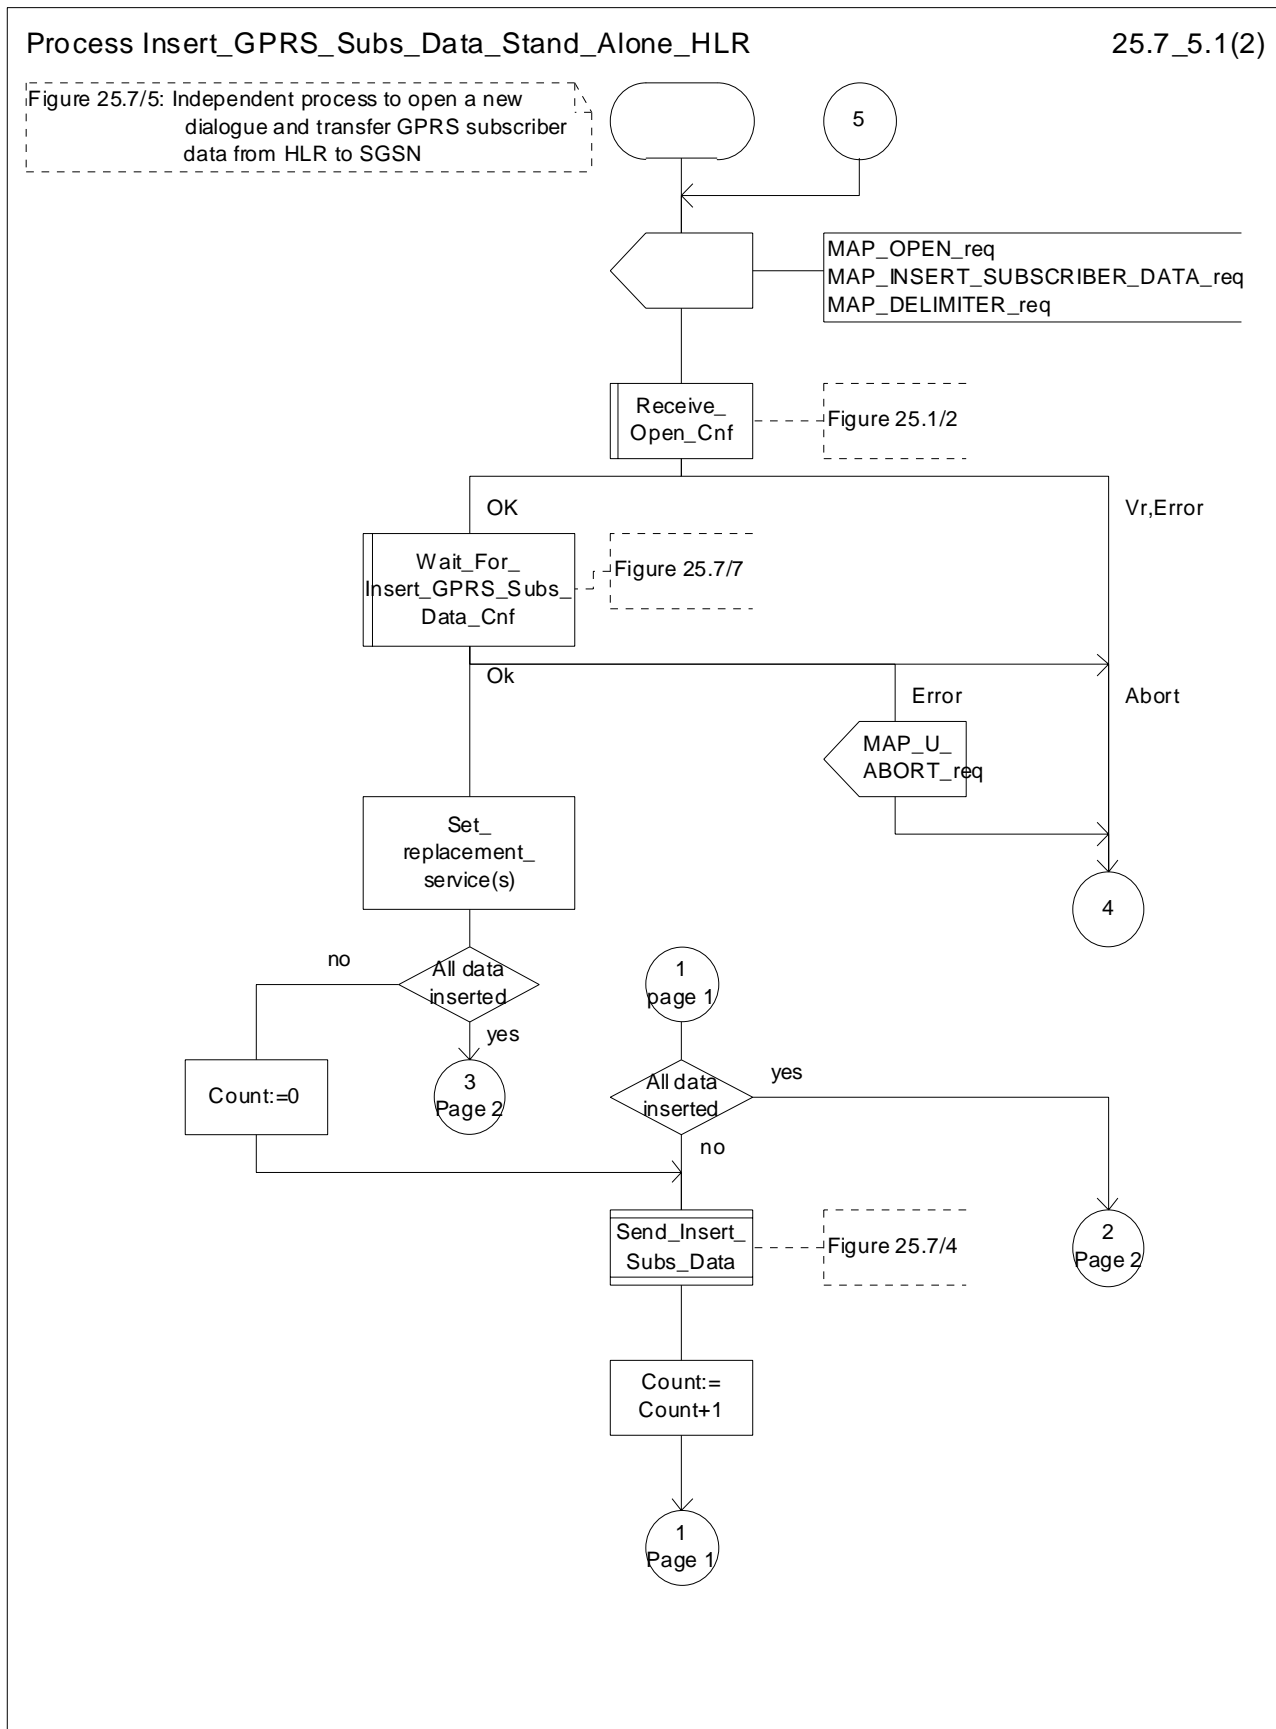 Process Insert_GPRS_Subs_Data_Stand_Alone_HLR
25.7_5.1(2)
Figure 25.7/5: Independent process to open a new
dialogue and transfer GPRS subscriber
data from HLR to SGSN
5
MAP_OPEN_req
MAP_INSERT_SUBSCRIBER_DATA_req
MAP_DELIMITER_req
Receive_
Open_Cnf
Figure 25.1/2
OK
Vr,Error
Wait_For_
Insert_GPRS_Subs_
Data_Cnf
Figure 25.7/7
Ok
Error
Abort
MAP_U_
ABORT_req
Set_
replacement_
service(s)
4
no
All data
inserted
yes
1
page 1
Count:=0
3
Page 2
All data
inserted
yes
no
Send_Insert_
Subs_Data
Figure 25.7/4
2
Page 2
Count:=
Count+1
1
Page 1